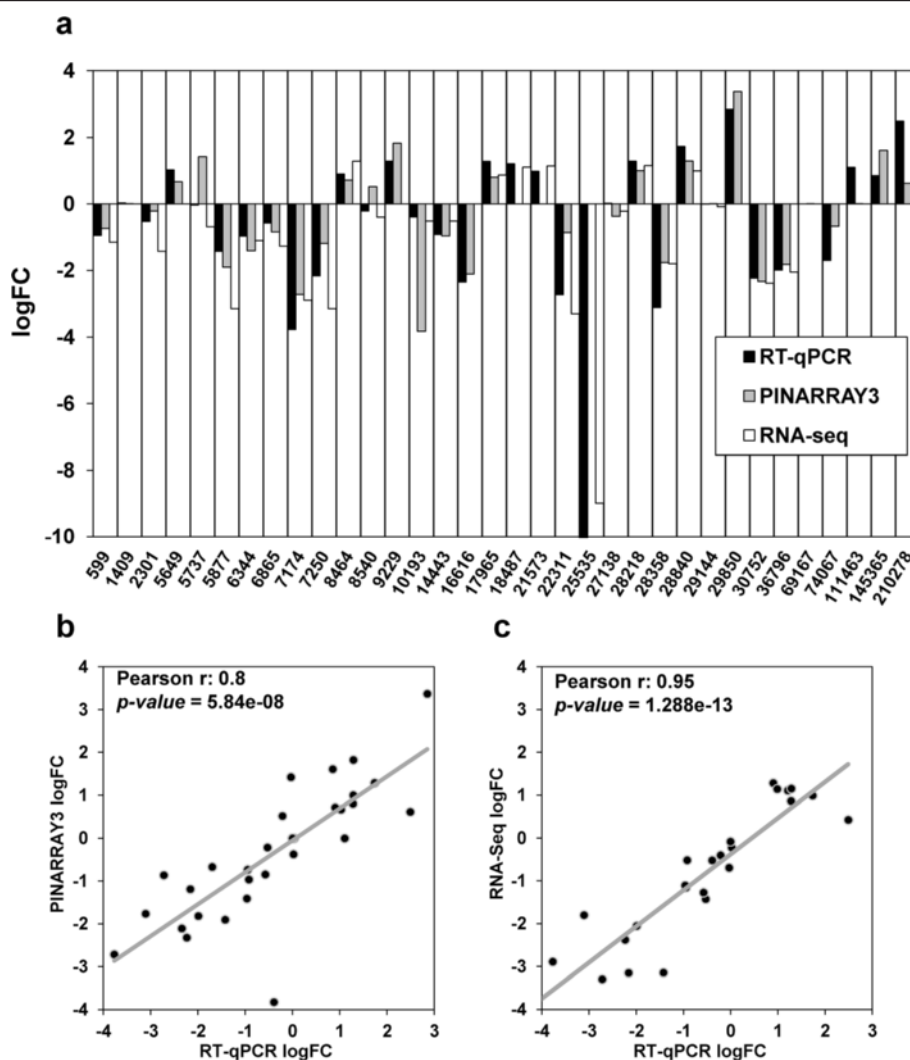 a
4
2
0
-2
-4
-6
-8
-10
logFC
RT-qPCR
PINARRAY3
RNA-seq
599 1409 2301 5649 5737 5877 6344 6865 7174 7250 8464 8540 9229 10193 14443 16616 17965 18487 21573 22311 25535 27138 28218 28358 28840 29144 29850 30752 36796 69167 74067 111463 145365 210278
b
Pearson r: 0.8
p-value = 5.84e-08
4
3
2
1
0
-1
-2
-3
-4
PINARRAY3 logFC
-4 -3 -2 -1 0 1 2 3
RT-qPCR logFC
c
Pearson r: 0.95
p-value = 1.288e-13
4
3
2
1
0
-1
-2
-3
-4
RNA-Seq logFC
-4 -3 -2 -1 0 1 2 3
RT-qPCR logFC